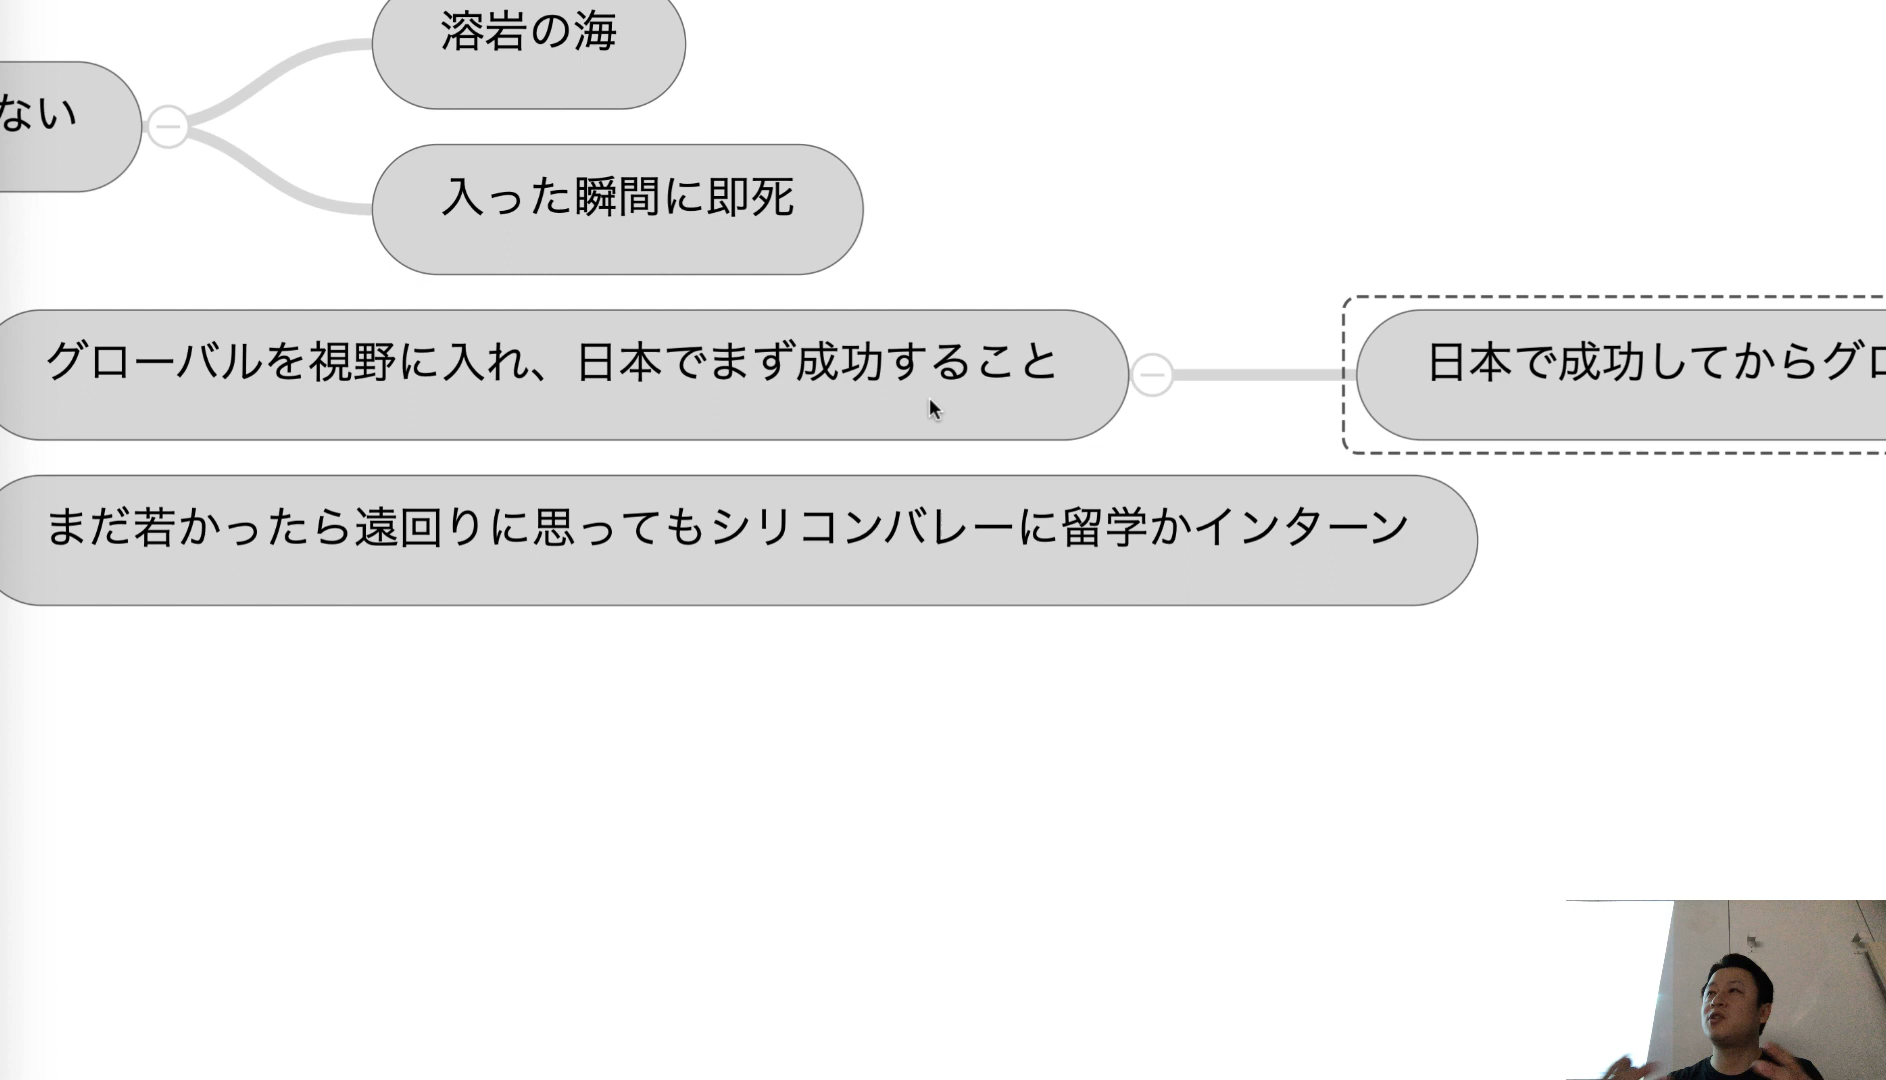 溶岩の海
ない
入った瞬間に即死
グローバルを視野に入れ、日本でまず成功すること
日本で成功してからグロ
まだ若かったら遠回りに思ってもシリコンバレーに留学かインターン